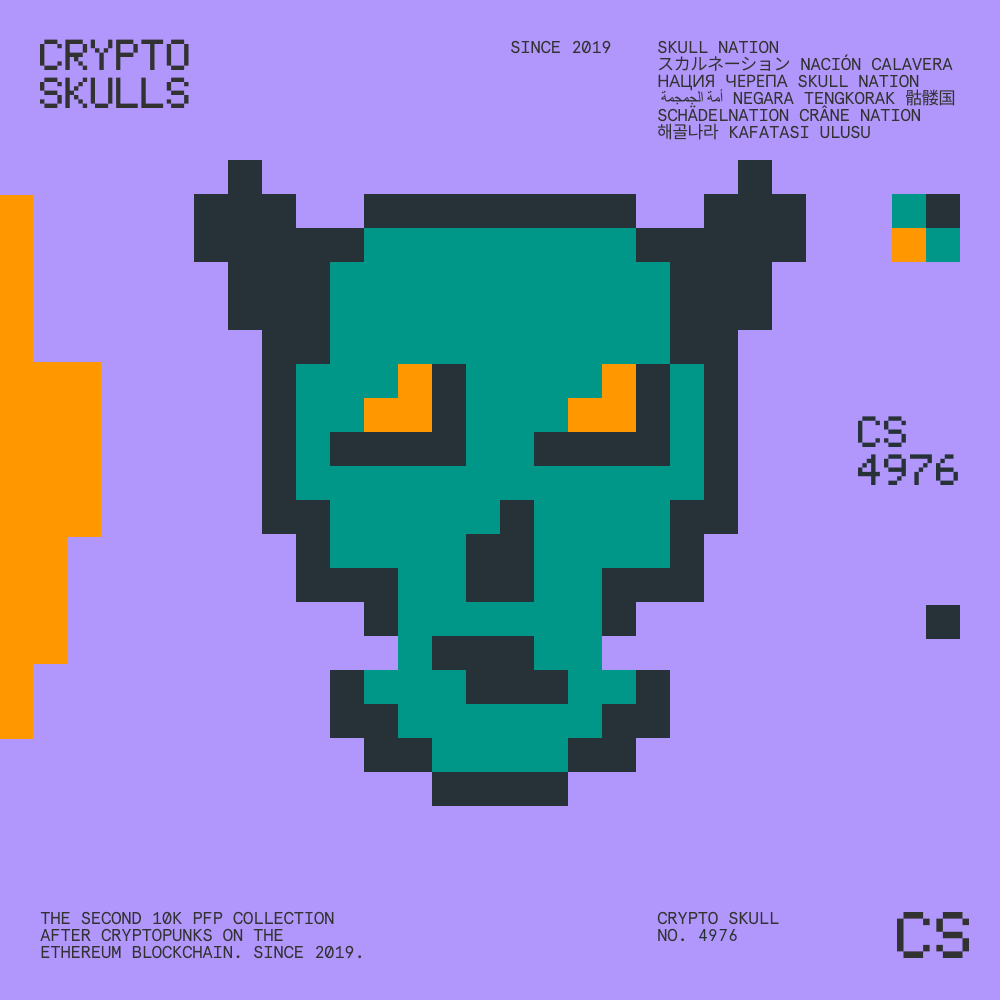 CRYPTO
SKULLS
SINCE 2019
SKULL NATION
スカルネーション NACIÓN CALAVERA
НАЦИЯ ЧЕРЕПА SKULL NATION
أمة الجمجمة NEGARA TENGKORAK 骷髅国
SCHÄDELNATION CRÂNE NATION
해골나라 KAFATASI ULUSU
CS
4976
THE SECOND 10K PFP COLLECTION
AFTER CRYPTOPUNKS ON THE
ETHEREUM BLOCKCHAIN. SINCE 2019.
CRYPTO SKULL
NO. 4976
CS